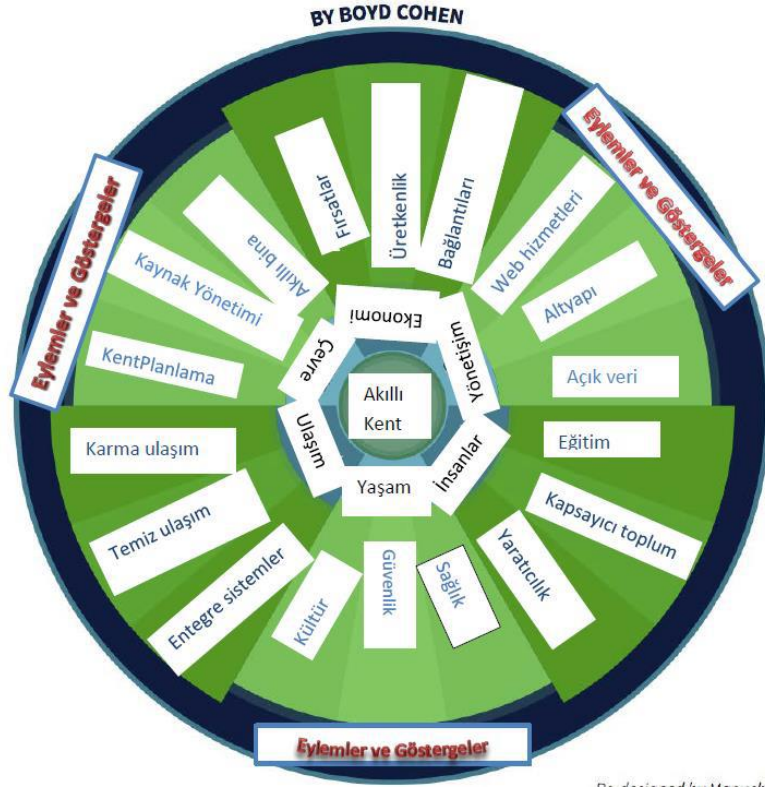 BY BOYD COHEN
Eylemler ve Göstergeler
Eylemler ve Göstergeler
Fırsatlar
Üretkenlik
Bağlantıları
Akıllı bina
Kaynak Yönetimi
KentPlanlama
Web hizmetleri
Altyapı
Açık veri
Ekonomi
Çevre
Yönetişim
Akıllı
Kent
Ulaşım
İnsanlar
Yaşam
Karma ulaşım
Temiz ulaşım
Entegre sistemler
Eğitim
Kapsayıcı toplum
Yaratıcılık
Kültür
Güvenlik
Sağlık
Eylemler ve Göstergeler